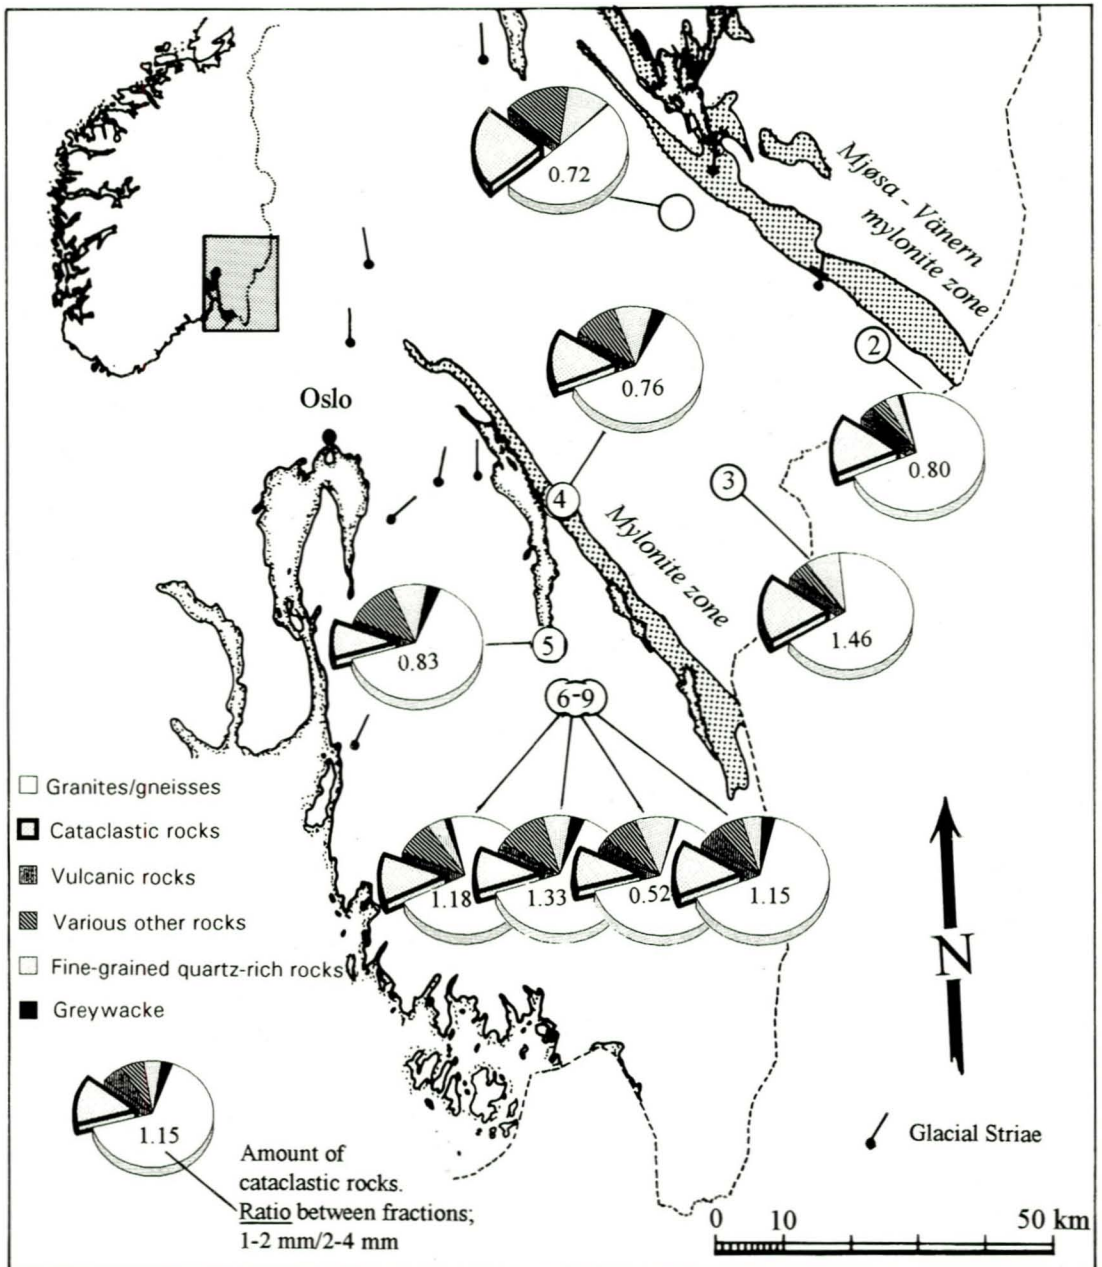 0.72
Mjøsa - Vänern
mylonite zone
2
0.76
Oslo
0.80
3
4
Mylonite zone
1.46
5
0.83
6-9
Granites/gneisses
Cataclastic rocks
Vulcanic rocks
Various other rocks
Fine-grained quartz-rich rocks
Greywacke
1.18
1.33
0.52
1.15
N
1.15
Amount of
cataclastic rocks.
Ratio between fractions;
1-2 mm/2-4 mm
Glacial Striae
0 10 50 km